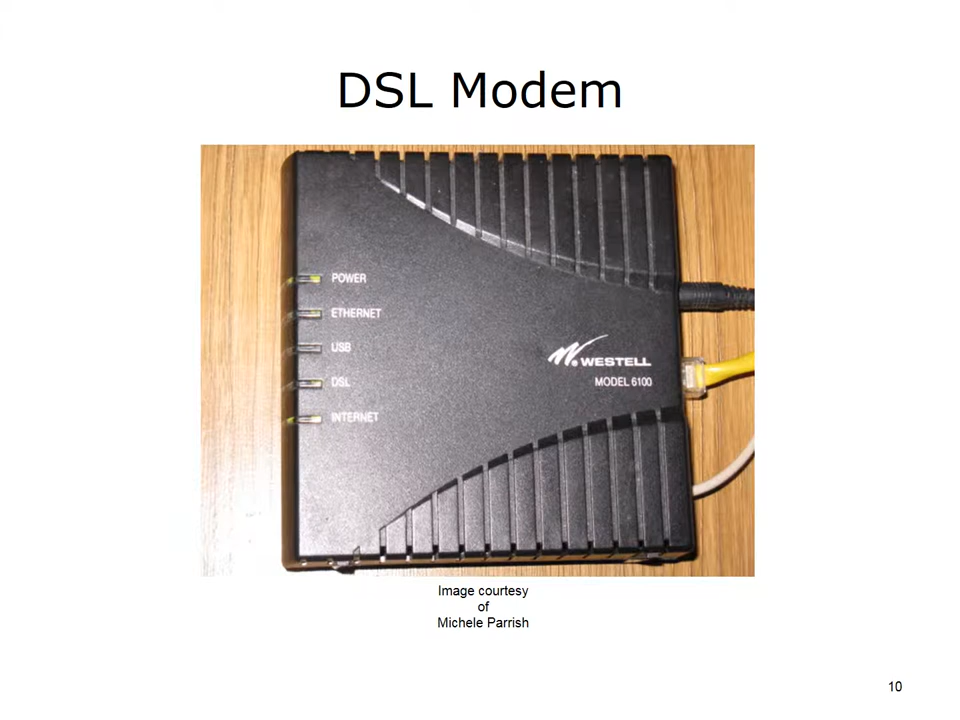 DSL Modem
POWER
ETHERNET
USB
DSL
INTERNET
WESTELL
MODEL 6100
Image courtesy
of
Michele Parrish
10